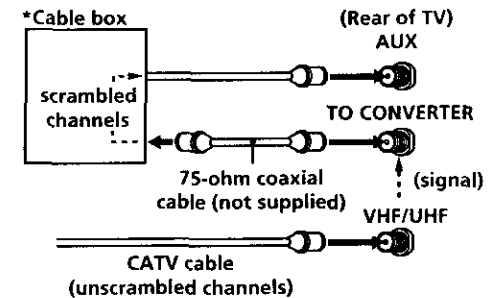 *Cable box
(Rear of TV)
AUX
scrambled
channels
TO CONVERTER
75-ohm coaxial
cable (not supplied)
(signal)
VHF/UHF
CATV cable
(unscrambled channels)